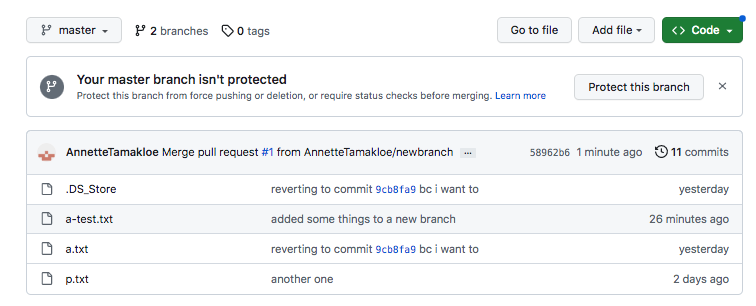 master 2 branches 0 tags Go to file Add file Code
Your master branch isn't protected
Protect this branch from force pushing or deletion, or require status checks before merging. Learn more
Protect this branch
AnnetteTamakloe Merge pull request #1 from AnnetteTamakloe/newbranch ... 58962b6 1 minute ago 11 commits
.DS_Store reverting to commit 9cb8fa9 bc i want to yesterday
a-test.txt added some things to a new branch 26 minutes ago
a.txt reverting to commit 9cb8fa9 bc i want to yesterday
p.txt another one 2 days ago